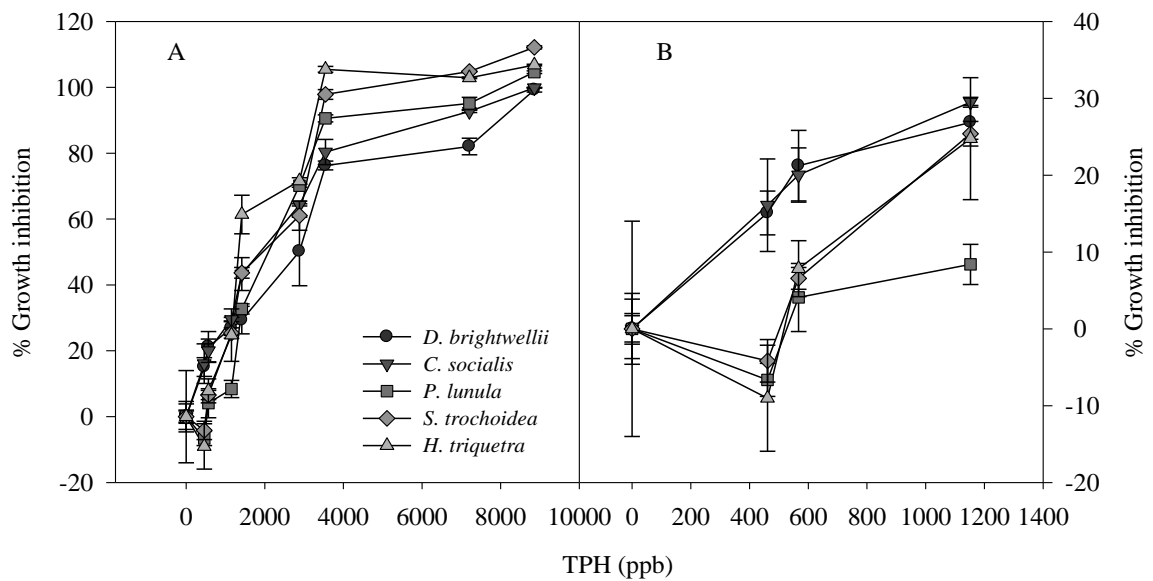 120
100
80
60
40
20
0
-20
% Growth inhibition
A
D. brightwellii
C. socialis
P. lunula
S. trochoidea
H. triquetra
0 2000 4000 6000 8000 10000
B
40
30
20
10
0
-10
-20
% Growth inhibition
0 200 400 600 800 1000 1200 1400
TPH (ppb)